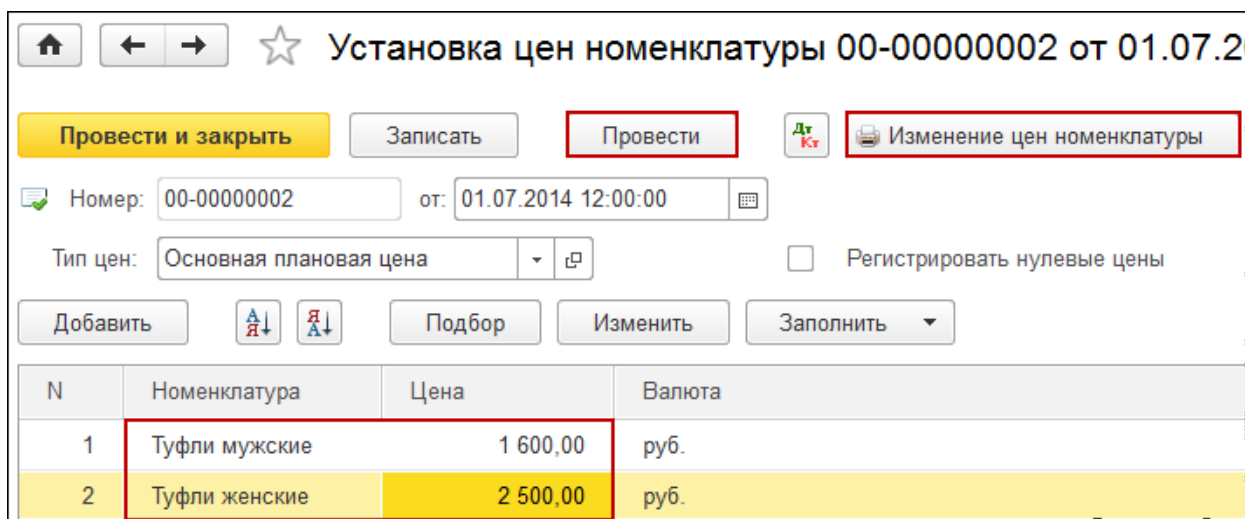 Установка цен номенклатуры 00-00000002 от 01.07.2
Провести и закрыть Записать Провести Дт Кт Изменение цен номенклатуры
Номер: 00-00000002 от: 01.07.2014 12:00:00
Тип цен: Основная плановая цена Регистрировать нулевые цены
Добавить А Я Я А Подбор Изменить Заполнить
N Номенклатура Цена Валюта
1 Туфли мужские 1 600,00 руб.
2 Туфли женские 2 500,00 руб.